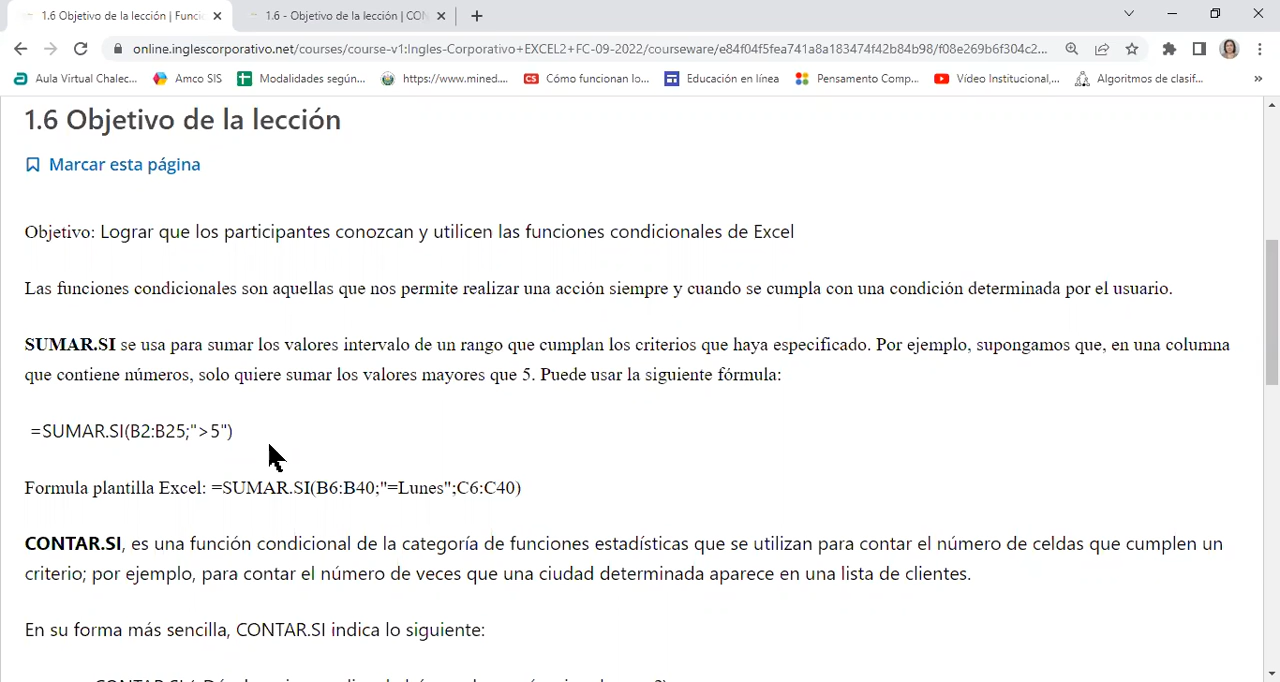 1.6 Objetivo de la lección | Funci
1.6 - Objetivo de la lección | CON
online.inglescorporativo.net/courses/course-v1:Ingles-Corporativo+EXCEL2+FC-09-2022/courseware/e84f04f5fea741a8a183474f42b84b98/f08e269b6f304c2...
Aula Virtual Chalec...
Amco SIS
Modalidades según...
https://www.mined...
CS Cómo funcionan lo...
Educación en línea
Pensamento Comp...
Vídeo Institucional,...
Algoritmos de clasif...
»
1.6 Objetivo de la lección
Marcar esta página
Objetivo: Lograr que los participantes conozcan y utilicen las funciones condicionales de Excel
Las funciones condicionales son aquellas que nos permite realizar una acción siempre y cuando se cumpla con una condición determinada por el usuario.
SUMAR.SI se usa para sumar los valores intervalo de un rango que cumplan los criterios que haya especificado. Por ejemplo, supongamos que, en una columna
que contiene números, solo quiere sumar los valores mayores que 5. Puede usar la siguiente fórmula:
=SUMAR.SI(B2:B25;">5")
Formula plantilla Excel: =SUMAR.SI(B6:B40;"=Lunes";C6:C40)
CONTAR.SI, es una función condicional de la categoría de funciones estadísticas que se utilizan para contar el número de celdas que cumplen un
criterio; por ejemplo, para contar el número de veces que una ciudad determinada aparece en una lista de clientes.
En su forma más sencilla, CONTAR.SI indica lo siguiente: